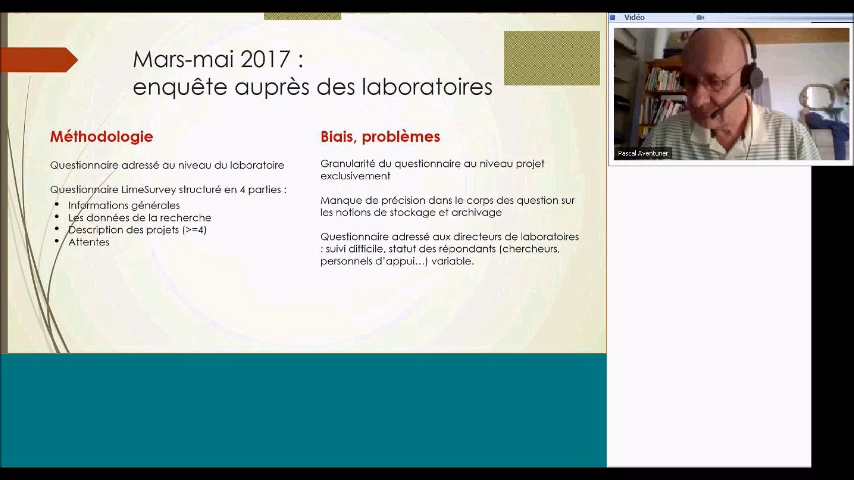 Mars-mai 2017 :
enquête auprès des laboratoires
Méthodologie
Questionnaire adressé au niveau du laboratoire
Questionnaire LimeSurvey structuré en 4 parties :
• Informations générales
• Les données de la recherche
• Description des projets (>=4)
• Attentes
Biais, problèmes
Granularité du questionnaire au niveau projet
exclusivement
Manque de précision dans le corps des question sur
les notions de stockage et archivage
Questionnaire adressé aux directeurs de laboratoires
: suivi difficile, statut des répondants (chercheurs,
personnels d'appui...) variable.
Vidéo
Pascal Aventurier